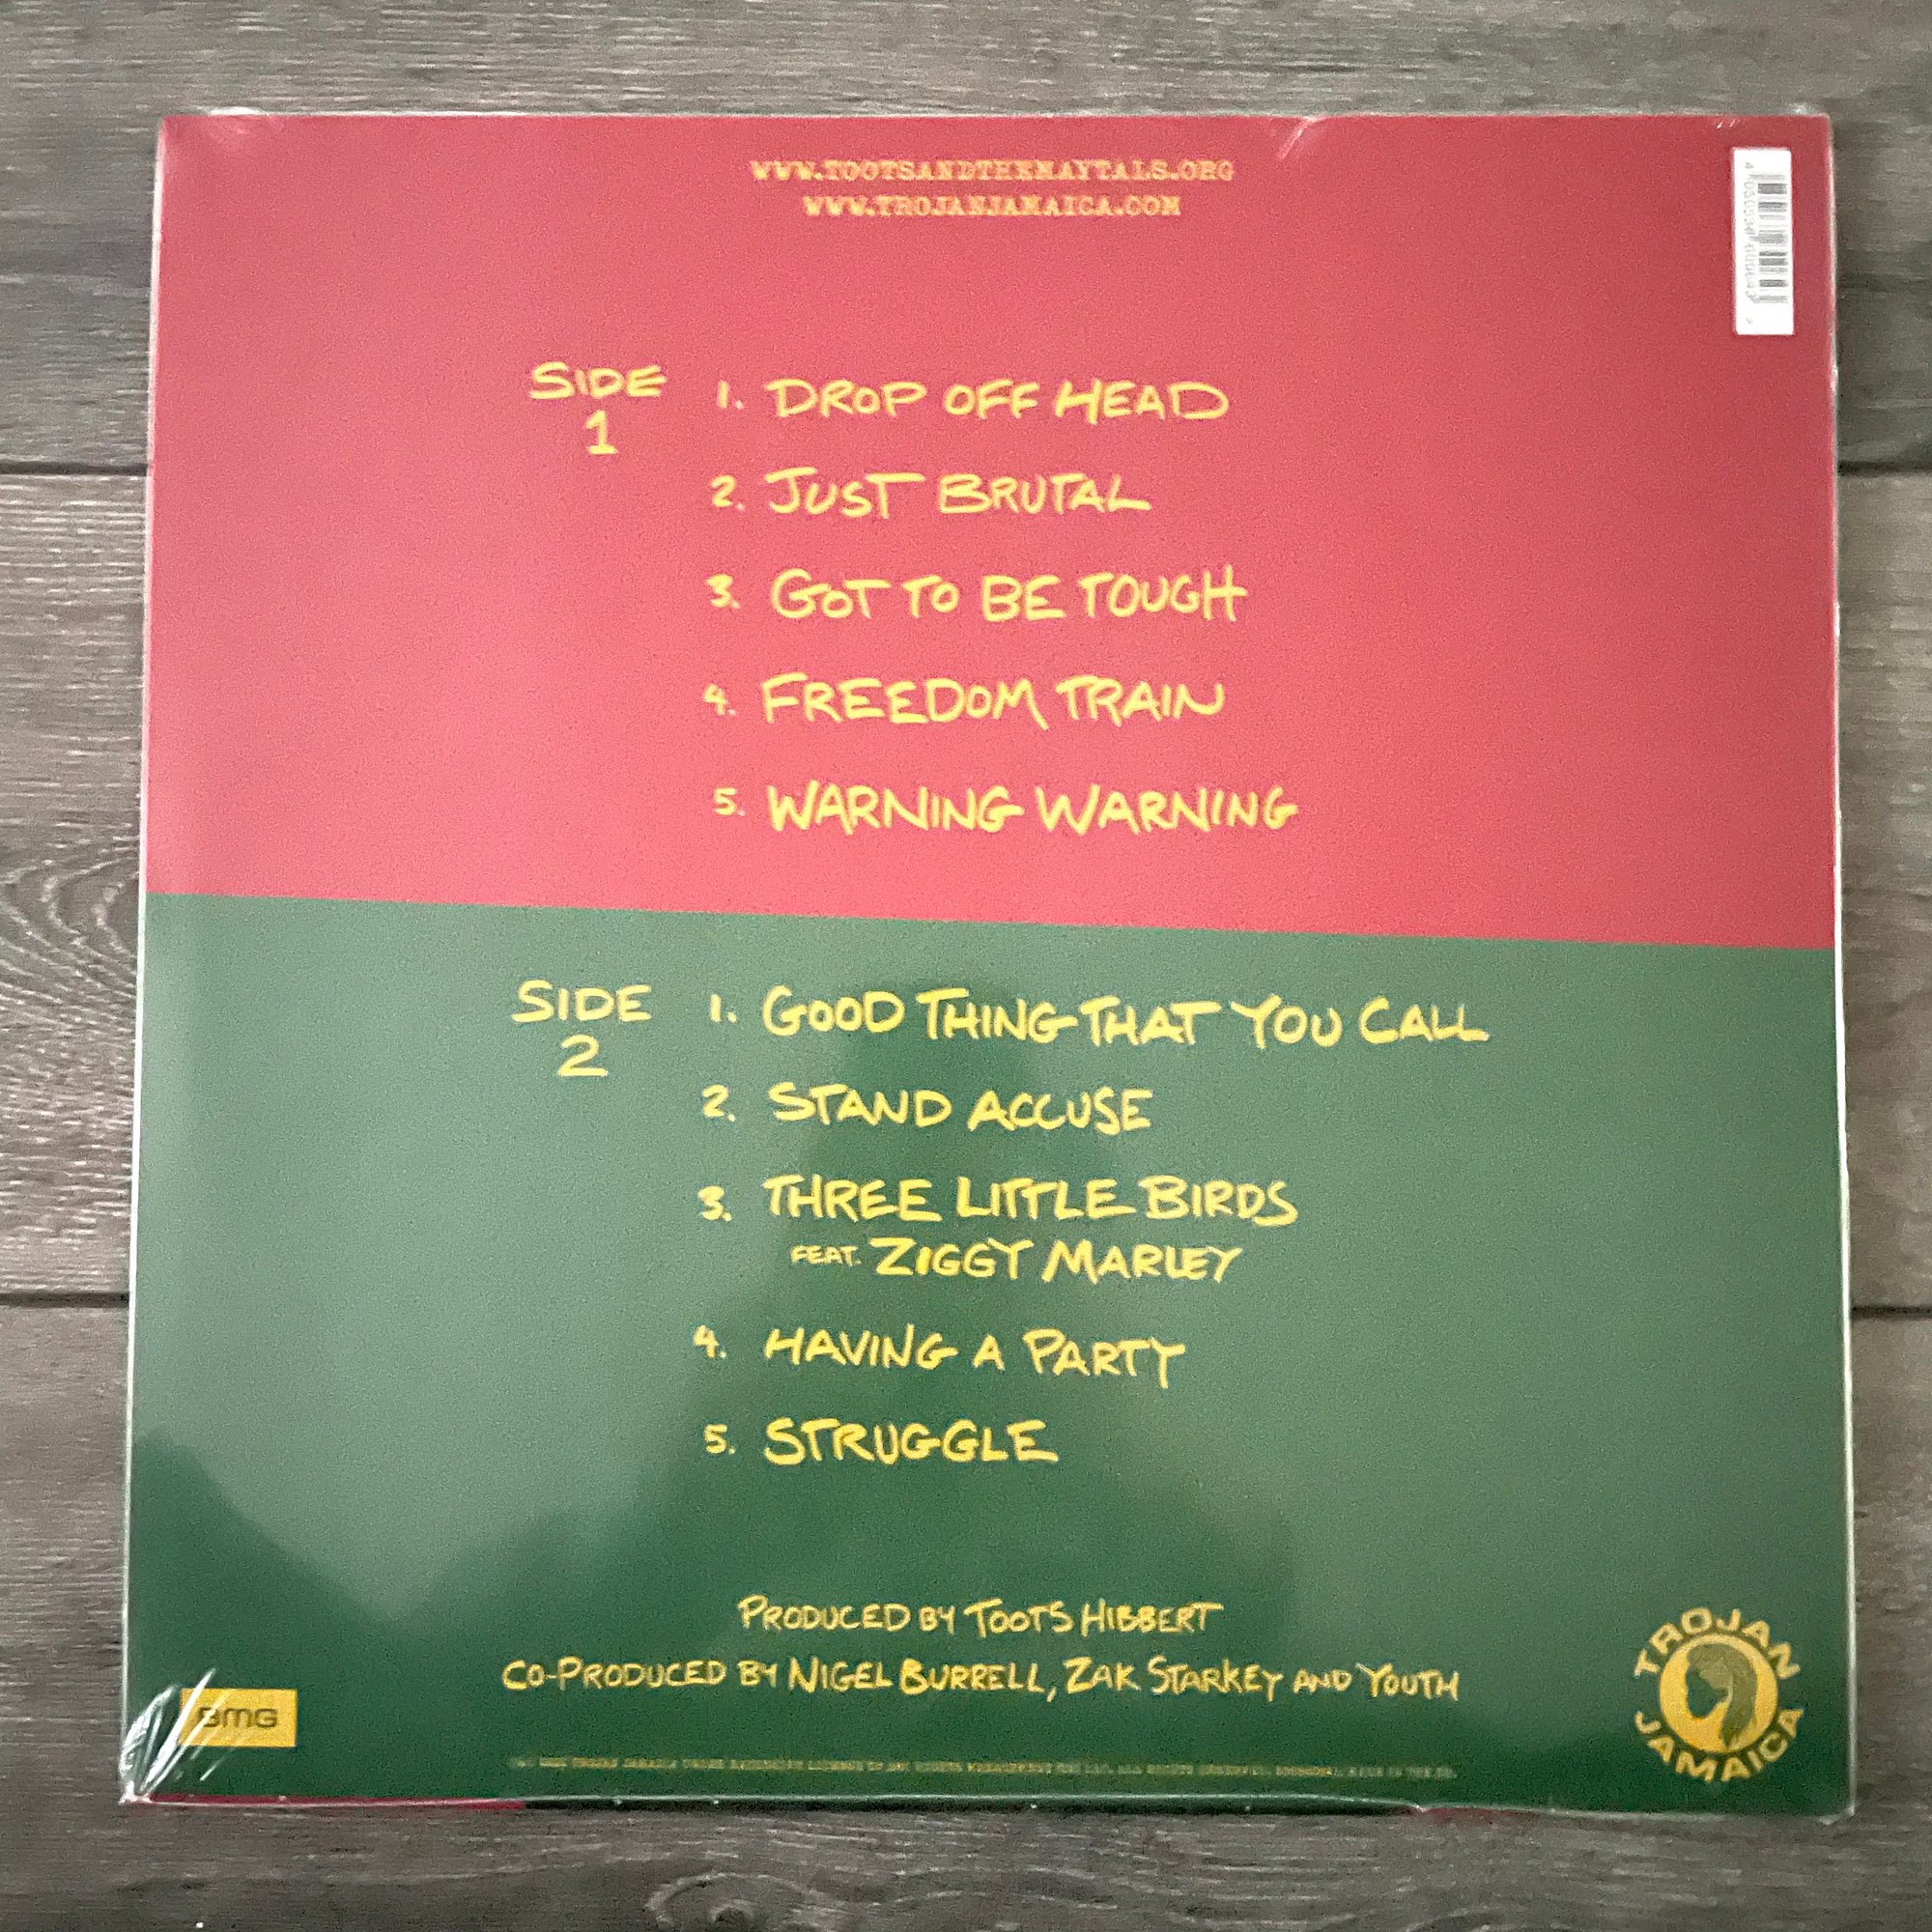 WWW.TOOTSANDTHEMAYTALS.ORG
WWW.TROJANJAMAICA.COM
SIDE
1
1. DROP OFF HEAD
2. JUST BRUTAL
3. GOT TO BE TOUGH
4. FREEDOM TRAIN
5. WARNING WARNING
SIDE
2
1. GOOD THING THAT YOU CALL
2. STAND ACCUSE
3. THREE LITTLE BIRDS
FEAT. ZIGGY MARLEY
4. HAVING A PARTY
5. STRUGGLE
PRODUCED BY TOOTS HIBBERT
CO-PRODUCED BY NIGEL BURRELL, ZAK STARKEY AND YOUTH
BMG
TROJAN
JAMAICA